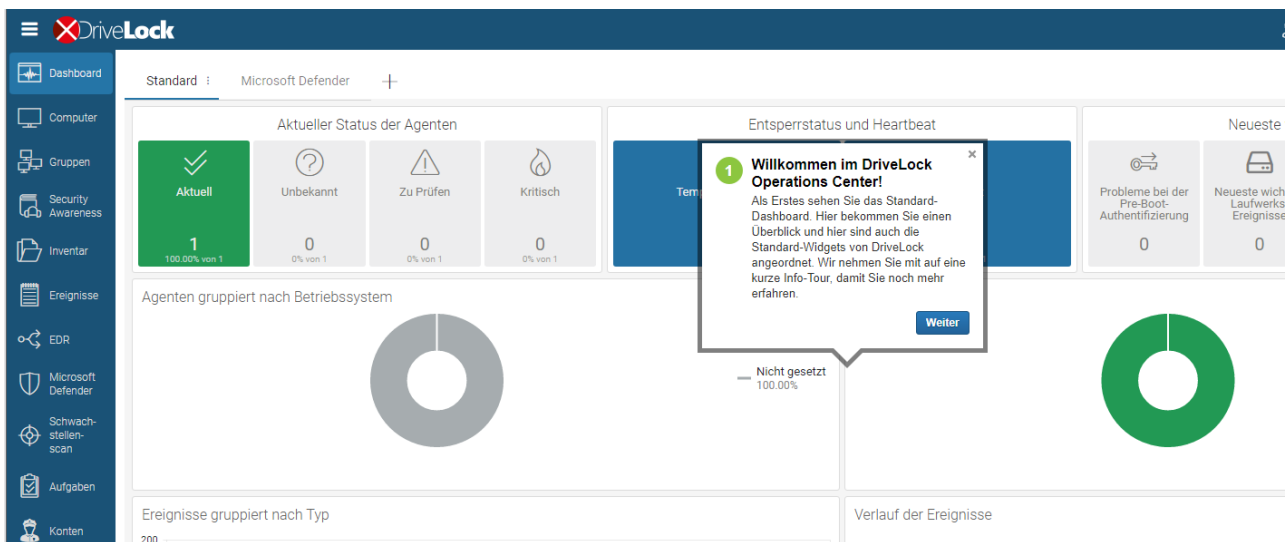 DriveLock
Dashboard
Computer
Gruppen
Security
Awareness
Inventar
Ereignisse
EDR
Microsoft
Defender
Schwach-
stellen-
scan
Aufgaben
Konten
Standard
Microsoft Defender
Aktueller Status der Agenten
Aktuell
1
100.00% von 1
Unbekannt
0
0% von 1
Zu Prüfen
0
0% von 1
Kritisch
0
0% von 1
Entsperrstatus und Heartbeat
Temp
1
Willkommen im DriveLock
Operations Center!
×
Als Erstes sehen Sie das Standard-
Dashboard. Hier bekommen Sie einen
Überblick und hier sind auch die
Standard-Widgets von DriveLock
angeordnet. Wir nehmen Sie mit auf eine
kurze Info-Tour, damit Sie noch mehr
erfahren.
Weiter
Neueste
Probleme bei der
Pre-Boot-
Authentifizierung
0
Neueste wich
Laufwerks
Ereignisse
0
Agenten gruppiert nach Betriebssystem
Nicht gesetzt
100.00%
Ereignisse gruppiert nach Typ
200
Verlauf der Ereignisse